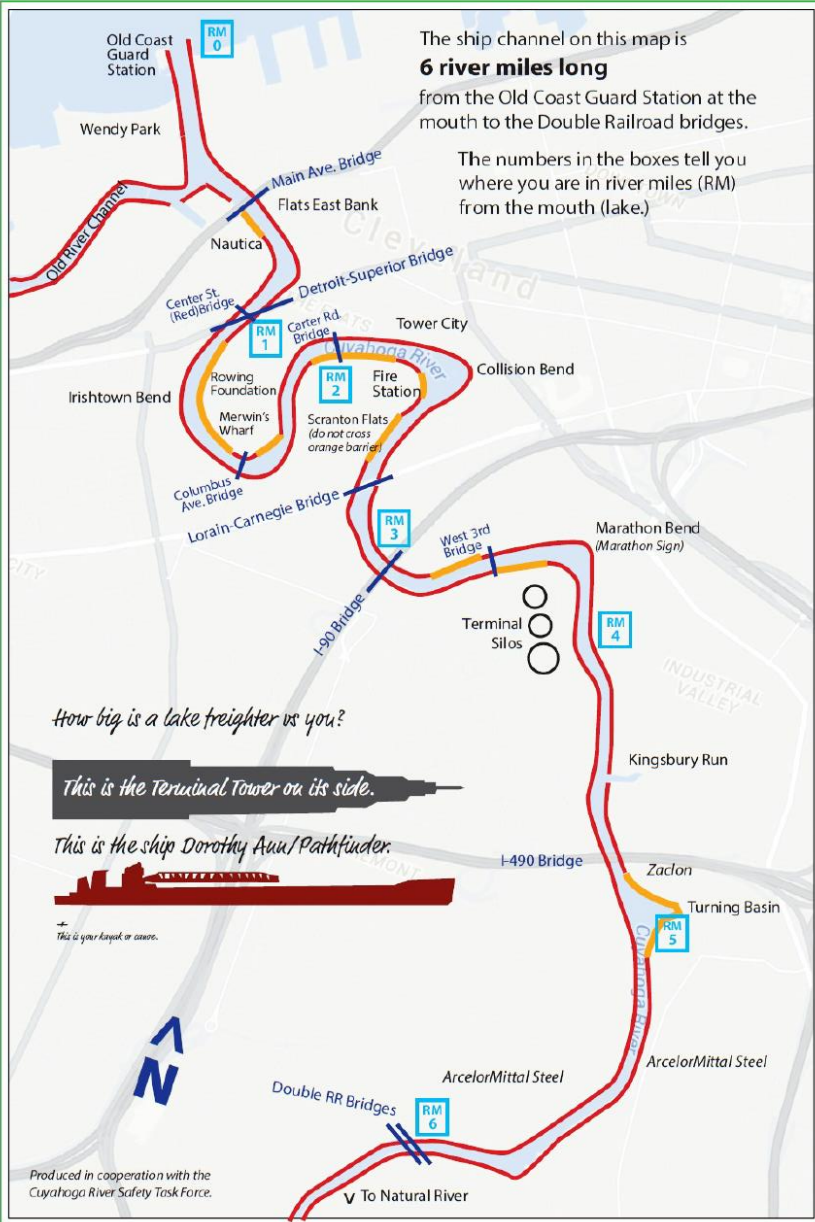 Old Coast
Guard
Station
RM
0
The ship channel on this map is
6 river miles long
from the Old Coast Guard Station at the
mouth to the Double Railroad bridges.
Wendy Park
The numbers in the boxes tell you
where you are in river miles (RM)
from the mouth (lake.)
Main Ave. Bridge
Flats East Bank
Old River Channel
Nautica
Cleveland
Detroit-Superior Bridge
Center St.
(Red)Bridge
RM
1
Carter Rd.
Bridge
Tower City
Cuyahoga River
Collision Bend
RM
2
Fire
Station
Rowing
Foundation
Irishtown Bend
Merwin's
Wharf
Scranton Flats
(do not cross
orange barrier)
Columbus
Ave. Bridge
Lorain-Carnegie Bridge
RM
3
West 3rd
Bridge
Marathon Bend
(Marathon Sign)
CITY
I-90 Bridge
Terminal
Silos
RM
4
INDUSTRIAL
VALLEY
How big is a lake freighter vs you?
Kingsbury Run
This is the Terminal Tower on its side.
This is the ship Dorothy Ann/Pathfinder.
I-490 Bridge
Zaclon
Turning Basin
RM
5
This is your kayak or canoe.
Cuyahoga River
N
ArcelorMittal Steel
ArcelorMittal Steel
Double RR Bridges
RM
6
Produced in cooperation with the
Cuyahoga River Safety Task Force.
v To Natural River